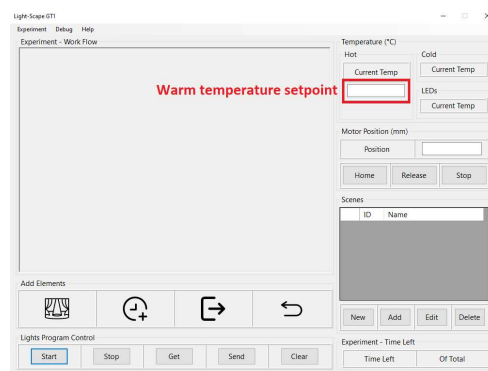 Light-Scape GTI
Experiment Debug Help
Experiment - Work Flow
Temperature (°C)
Hot
Cold
Current Temp
Current Temp
Warm temperature setpoint
LEDs
Current Temp
Motor Position (mm)
Position
Home Release Stop
Scenes
ID Name
Add Elements
New Add Edit Delete
Lights Program Control
Start Stop Get Send Clear
Experiment - Time Left
Time Left Of Total